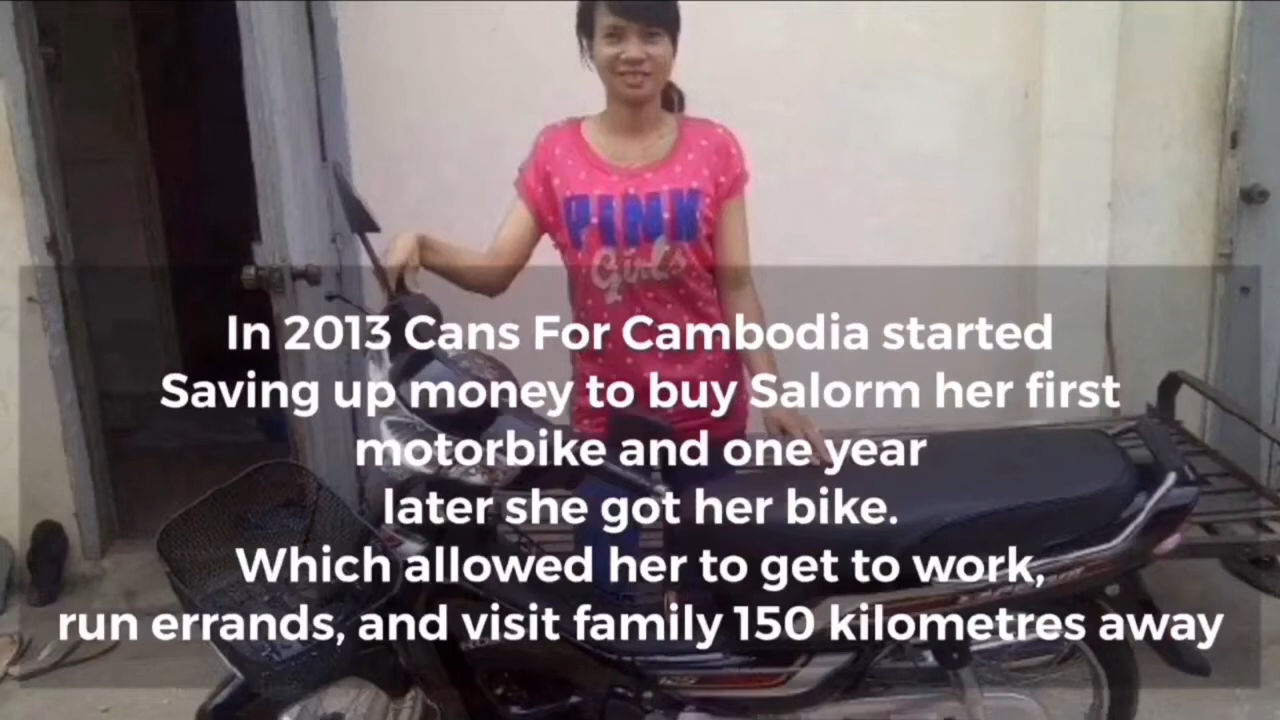 PINK
Girls
In 2013 Cans For Cambodia started
Saving up money to buy Salorm her first
motorbike and one year
later she got her bike.
Which allowed her to get to work,
run errands, and visit family 150 kilometres away